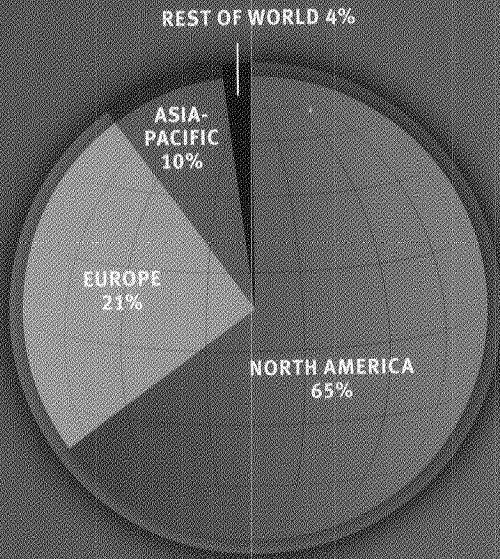 REST OF WORLD 4%
ASIA-
PACIFIC
10%
EUROPE
21%
NORTH AMERICA
65%